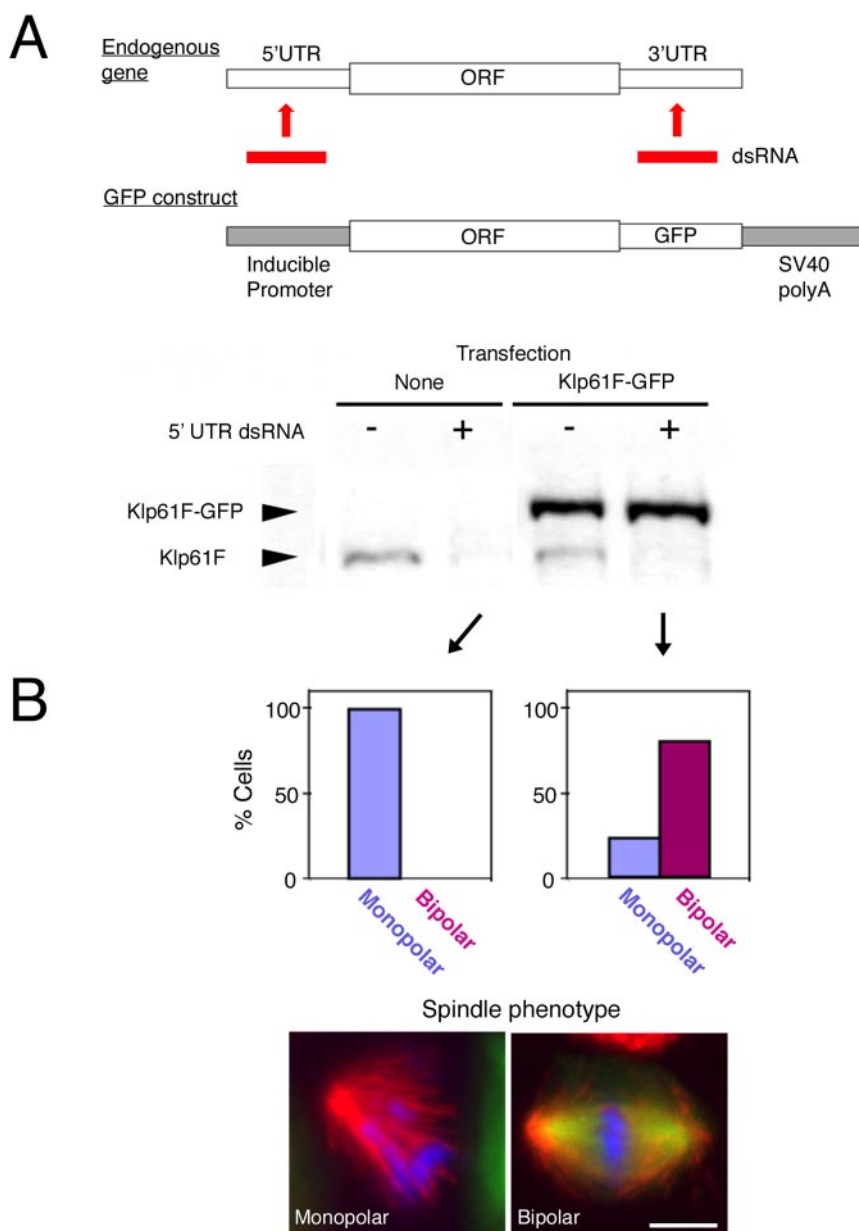 A
Endogenous
gene
5'UTR
3'UTR
ORF
dsRNA
GFP construct
ORF
GFP
Inducible
Promoter
SV40
polyA
Transfection
None
Klp61F-GFP
5' UTR dsRNA
- + - +
Klp61F-GFP
Klp61F
B
% Cells
100
50
0
Monopolar
Bipolar
100
50
0
Monopolar
Bipolar
Spindle phenotype
Monopolar
Bipolar